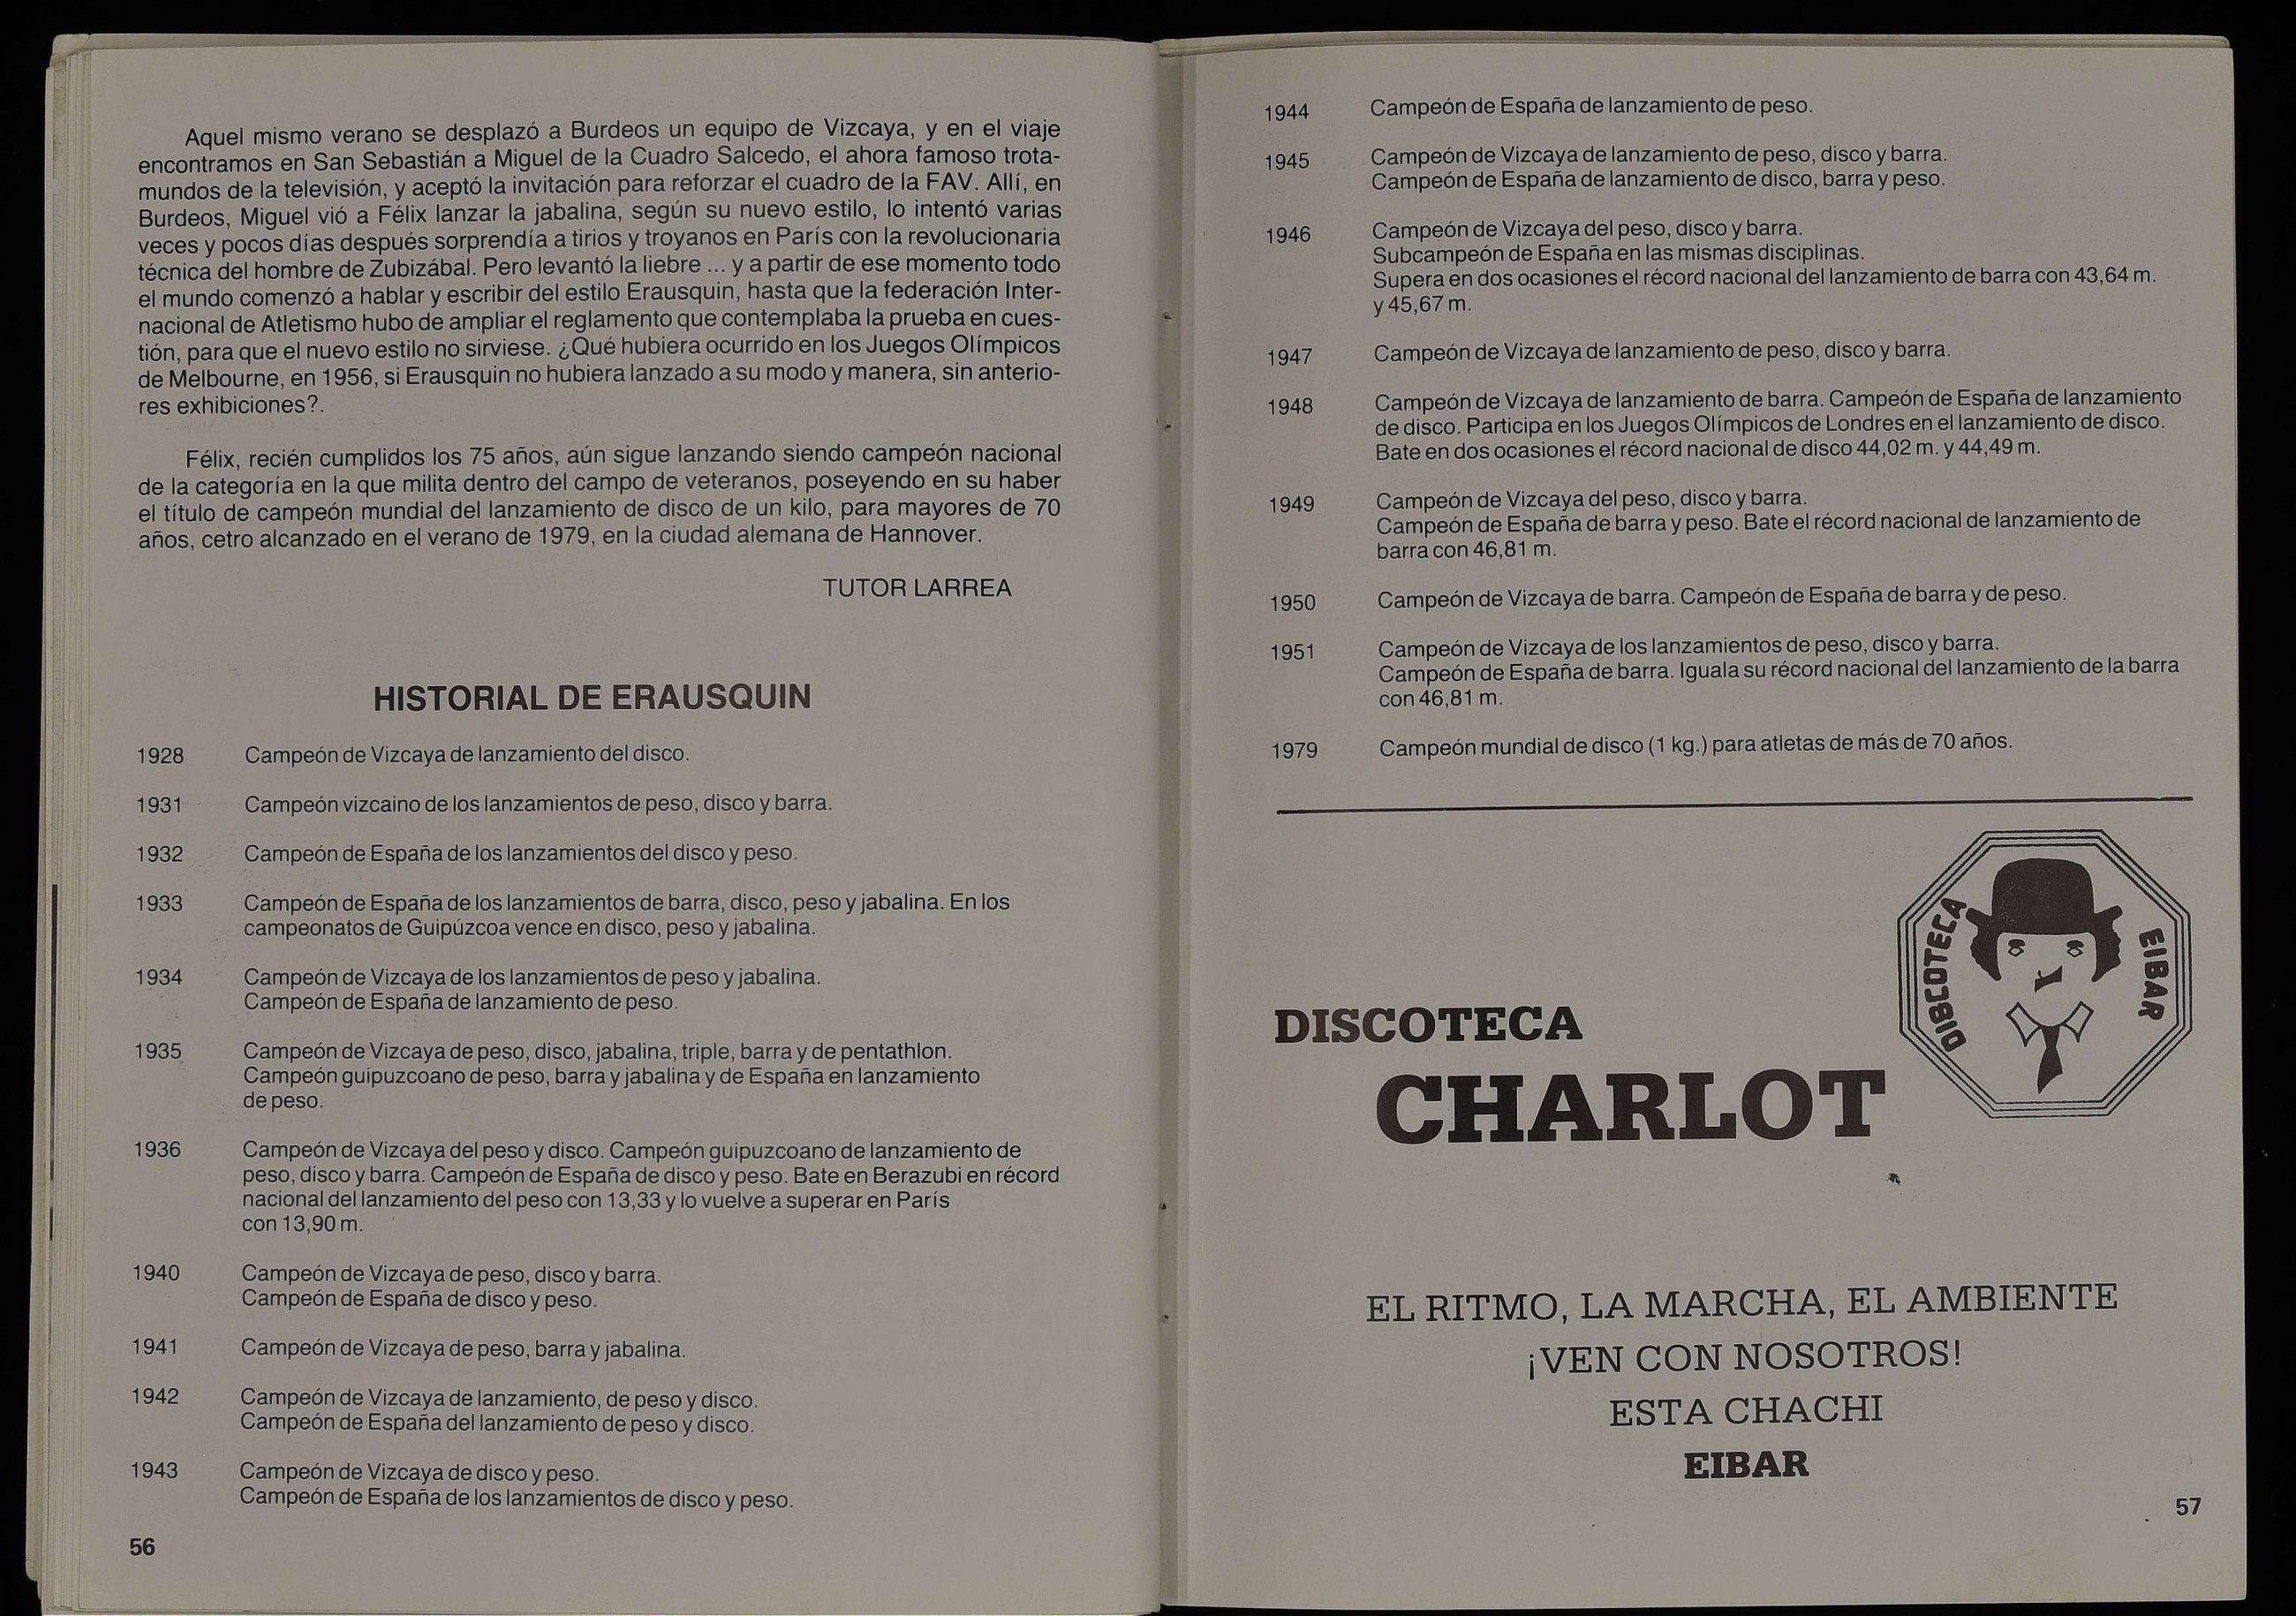 Aquel mismo verano se desplazó a Burdeos un equipo de Vizcaya, y en el viaje
encontramos en San Sebastián a Miguel de la Cuadro Salcedo, el ahora famoso trota-
mundos de la televisión, y aceptó la invitación para reforzar el cuadro de la FAV. Allí, en
Burdeos, Miguel vió a Félix lanzar la jabalina, según su nuevo estilo, lo intentó varias
veces y pocos días después sorprendía a tirios y troyanos en París con la revolucionaria
técnica del hombre de Zubizábal. Pero levantó la liebre ... y a partir de ese momento todo
el mundo comenzó a hablar y escribir del estilo Erausquin, hasta que la federación Inter-
nacional de Atletismo hubo de ampliar el reglamento que contemplaba la prueba en cues-
tión, para que el nuevo estilo no sirviese. ¿Qué hubiera ocurrido en los Juegos Olímpicos
de Melbourne, en 1956, si Erausquin no hubiera lanzado a su modo y manera, sin anterio-
res exhibiciones?.
Félix, recién cumplidos los 75 años, aún sigue lanzando siendo campeón nacional
de la categoría en la que milita dentro del campo de veteranos, poseyendo en su haber
el título de campeón mundial del lanzamiento de disco de un kilo, para mayores de 70
años, cetro alcanzado en el verano de 1979, en la ciudad alemana de Hannover.
TUTOR LARREA
HISTORIAL DE ERAUSQUIN
1928 Campeón de Vizcaya de lanzamiento del disco.
1931 Campeón vizcaino de los lanzamientos de peso, disco y barra.
1932 Campeón de España de los lanzamientos del disco y peso.
1933 Campeón de España de los lanzamientos de barra, disco, peso y jabalina. En los
campeonatos de Guipúzcoa vence en disco, peso y jabalina.
1934 Campeón de Vizcaya de los lanzamientos de peso y jabalina.
Campeón de España de lanzamiento de peso.
1935 Campeón de Vizcaya de peso, disco, jabalina, triple, barra y de pentathlon.
Campeón guipuzcoano de peso, barra y jabalina y de España en lanzamiento
de peso.
1936 Campeón de Vizcaya del peso y disco. Campeón guipuzcoano de lanzamiento de
peso, disco y barra. Campeón de España de disco y peso. Bate en Berazubi en récord
nacional del lanzamiento del peso con 13,33 y lo vuelve a superar en París
con 13,90 m.
1940 Campeón de Vizcaya de peso, disco y barra.
Campeón de España de disco y peso.
1941 Campeón de Vizcaya de peso, barra y jabalina.
1942 Campeón de Vizcaya de lanzamiento, de peso y disco.
Campeón de España del lanzamiento de peso y disco.
1943 Campeón de Vizcaya de disco y peso.
Campeón de España de los lanzamientos de disco y peso.
56
1944 Campeón de España de lanzamiento de peso.
1945 Campeón de Vizcaya de lanzamiento de peso, disco y barra.
Campeón de España de lanzamiento de disco, barra y peso.
1946 Campeón de Vizcaya del peso, disco y barra.
Subcampeón de España en las mismas disciplinas.
Supera en dos ocasiones el récord nacional del lanzamiento de barra con 43,64 m.
y 45,67 m.
1947 Campeón de Vizcaya de lanzamiento de peso, disco y barra.
1948 Campeón de Vizcaya de lanzamiento de barra. Campeón de España de lanzamiento
de disco. Participa en los Juegos Olímpicos de Londres en el lanzamiento de disco.
Bate en dos ocasiones el récord nacional de disco 44,02 m. y 44,49 m.
1949 Campeón de Vizcaya del peso, disco y barra.
Campeón de España de barra y peso. Bate el récord nacional de lanzamiento de
barra con 46,81 m.
1950 Campeón de Vizcaya de barra. Campeón de España de barra y de peso.
1951 Campeón de Vizcaya de los lanzamientos de peso, disco y barra.
Campeón de España de barra. Iguala su récord nacional del lanzamiento de la barra
con 46,81 m.
1979 Campeón mundial de disco (1 kg.) para atletas de más de 70 años.
DISCOTECA
EIBAR
DISCOTECA
CHARLOT
EL RITMO, LA MARCHA, EL AMBIENTE
¡VEN CON NOSOTROS!
ESTA CHACHI
EIBAR
57